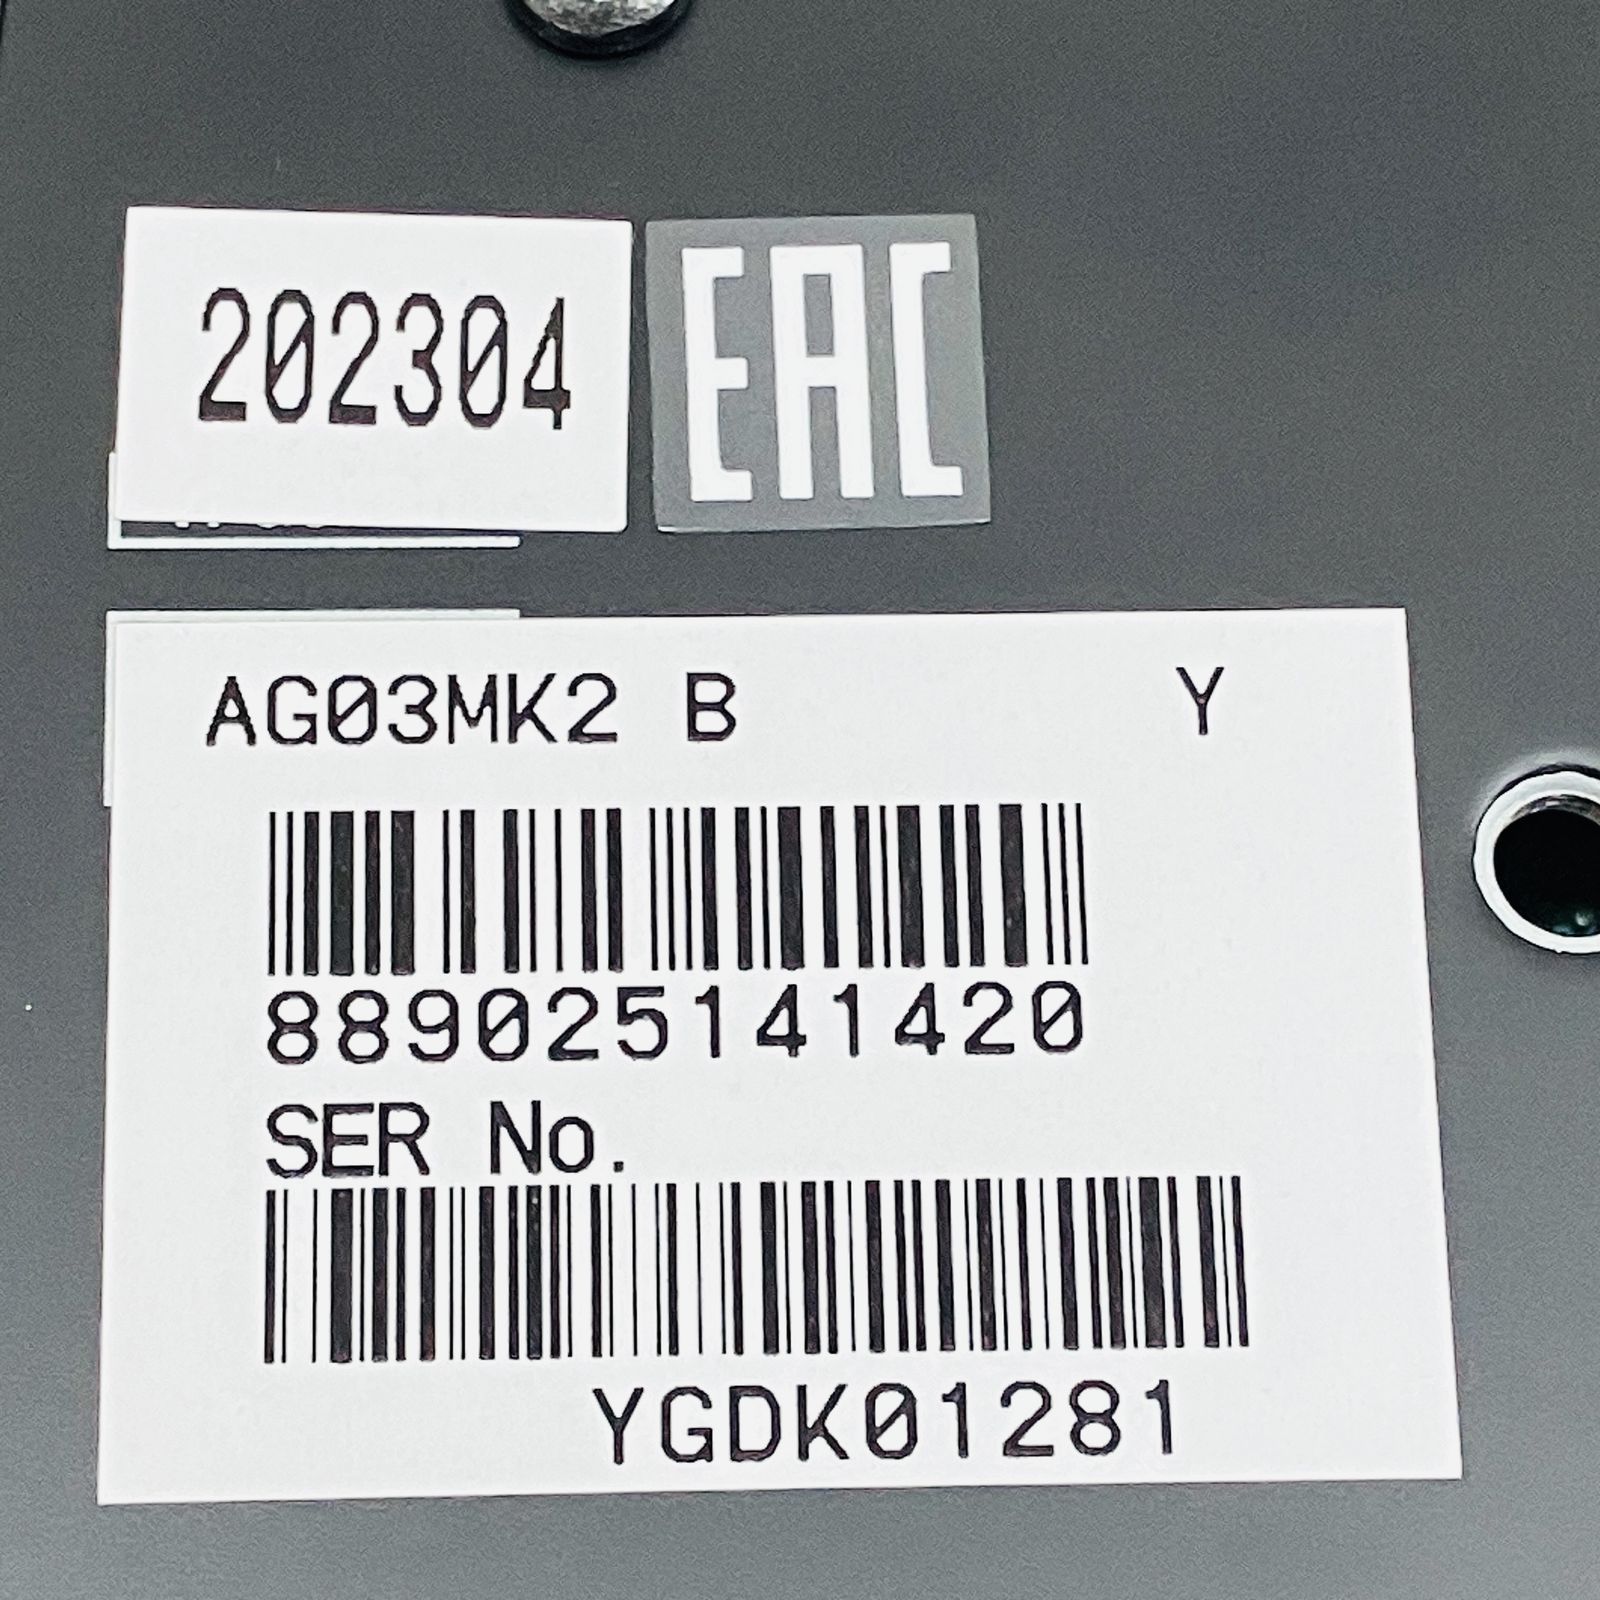 202304
EAC
AG03MK2 B Y
889025141420
SER No.
YGDK01281